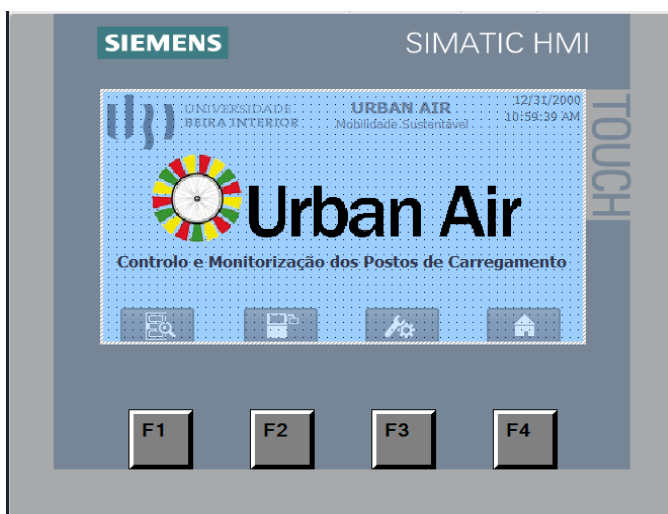 SIEMENS
SIMATIC HMI
TOUCH
UNIVERSIDADE
BEIRA INTERIOR
URBAN AIR
Mobilidade Sustentável
12/31/2000
10:59:39 AM
Urban Air
Controlo e Monitorização dos Postos de Carregamento
F1
F2
F3
F4